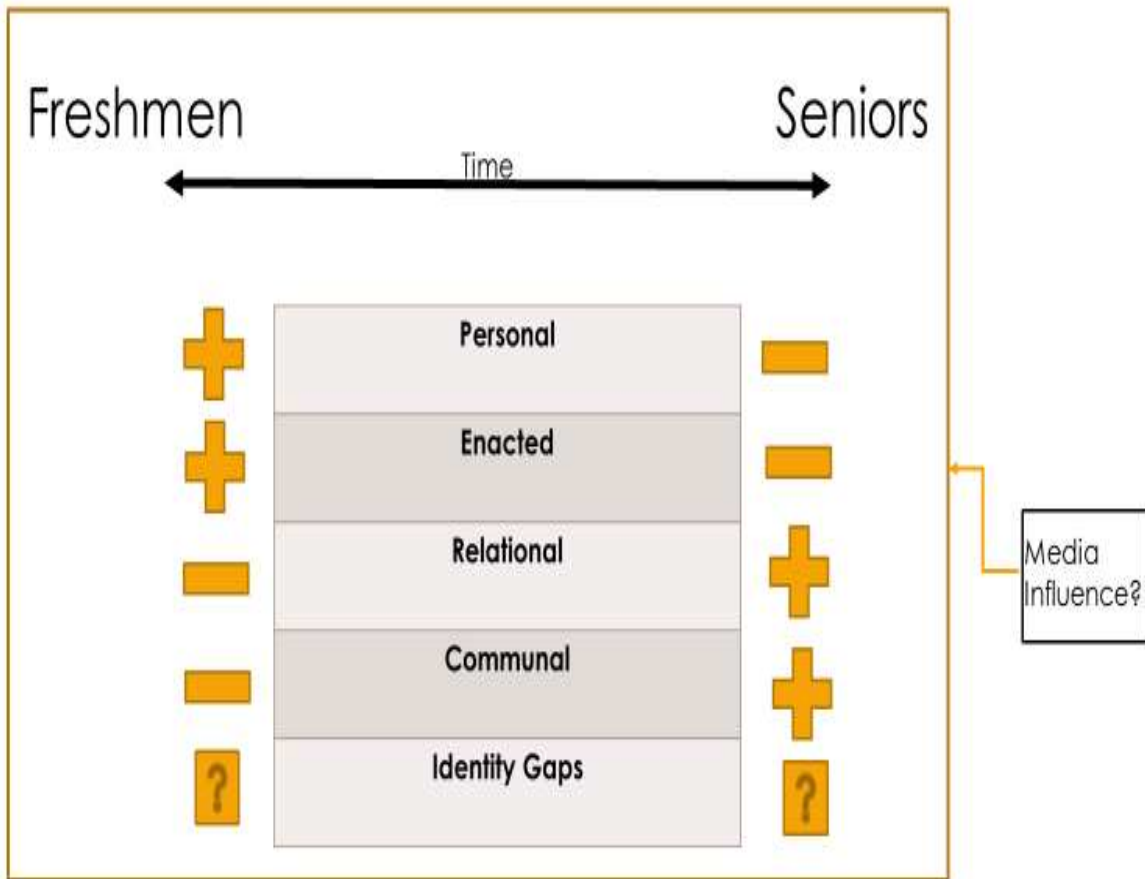 Freshmen
Seniors
Time
Personal
Enacted
Relational
Communal
Identity Gaps
?
?
Media
Influence?